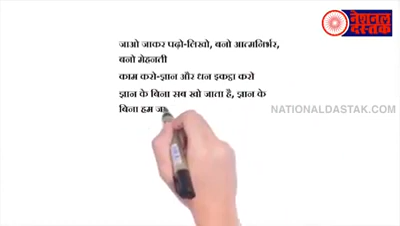 नेशनल
दस्तक
जाओ जाकर पढ़ो-लिखो, बनो आत्मनिर्भर,
बनो मेहनती
काम करो-ज्ञान और धन इकट्ठा करो
ज्ञान के बिना सब खो जाता है, ज्ञान के
बिना हम जा
NATIONALDASTAK.COM